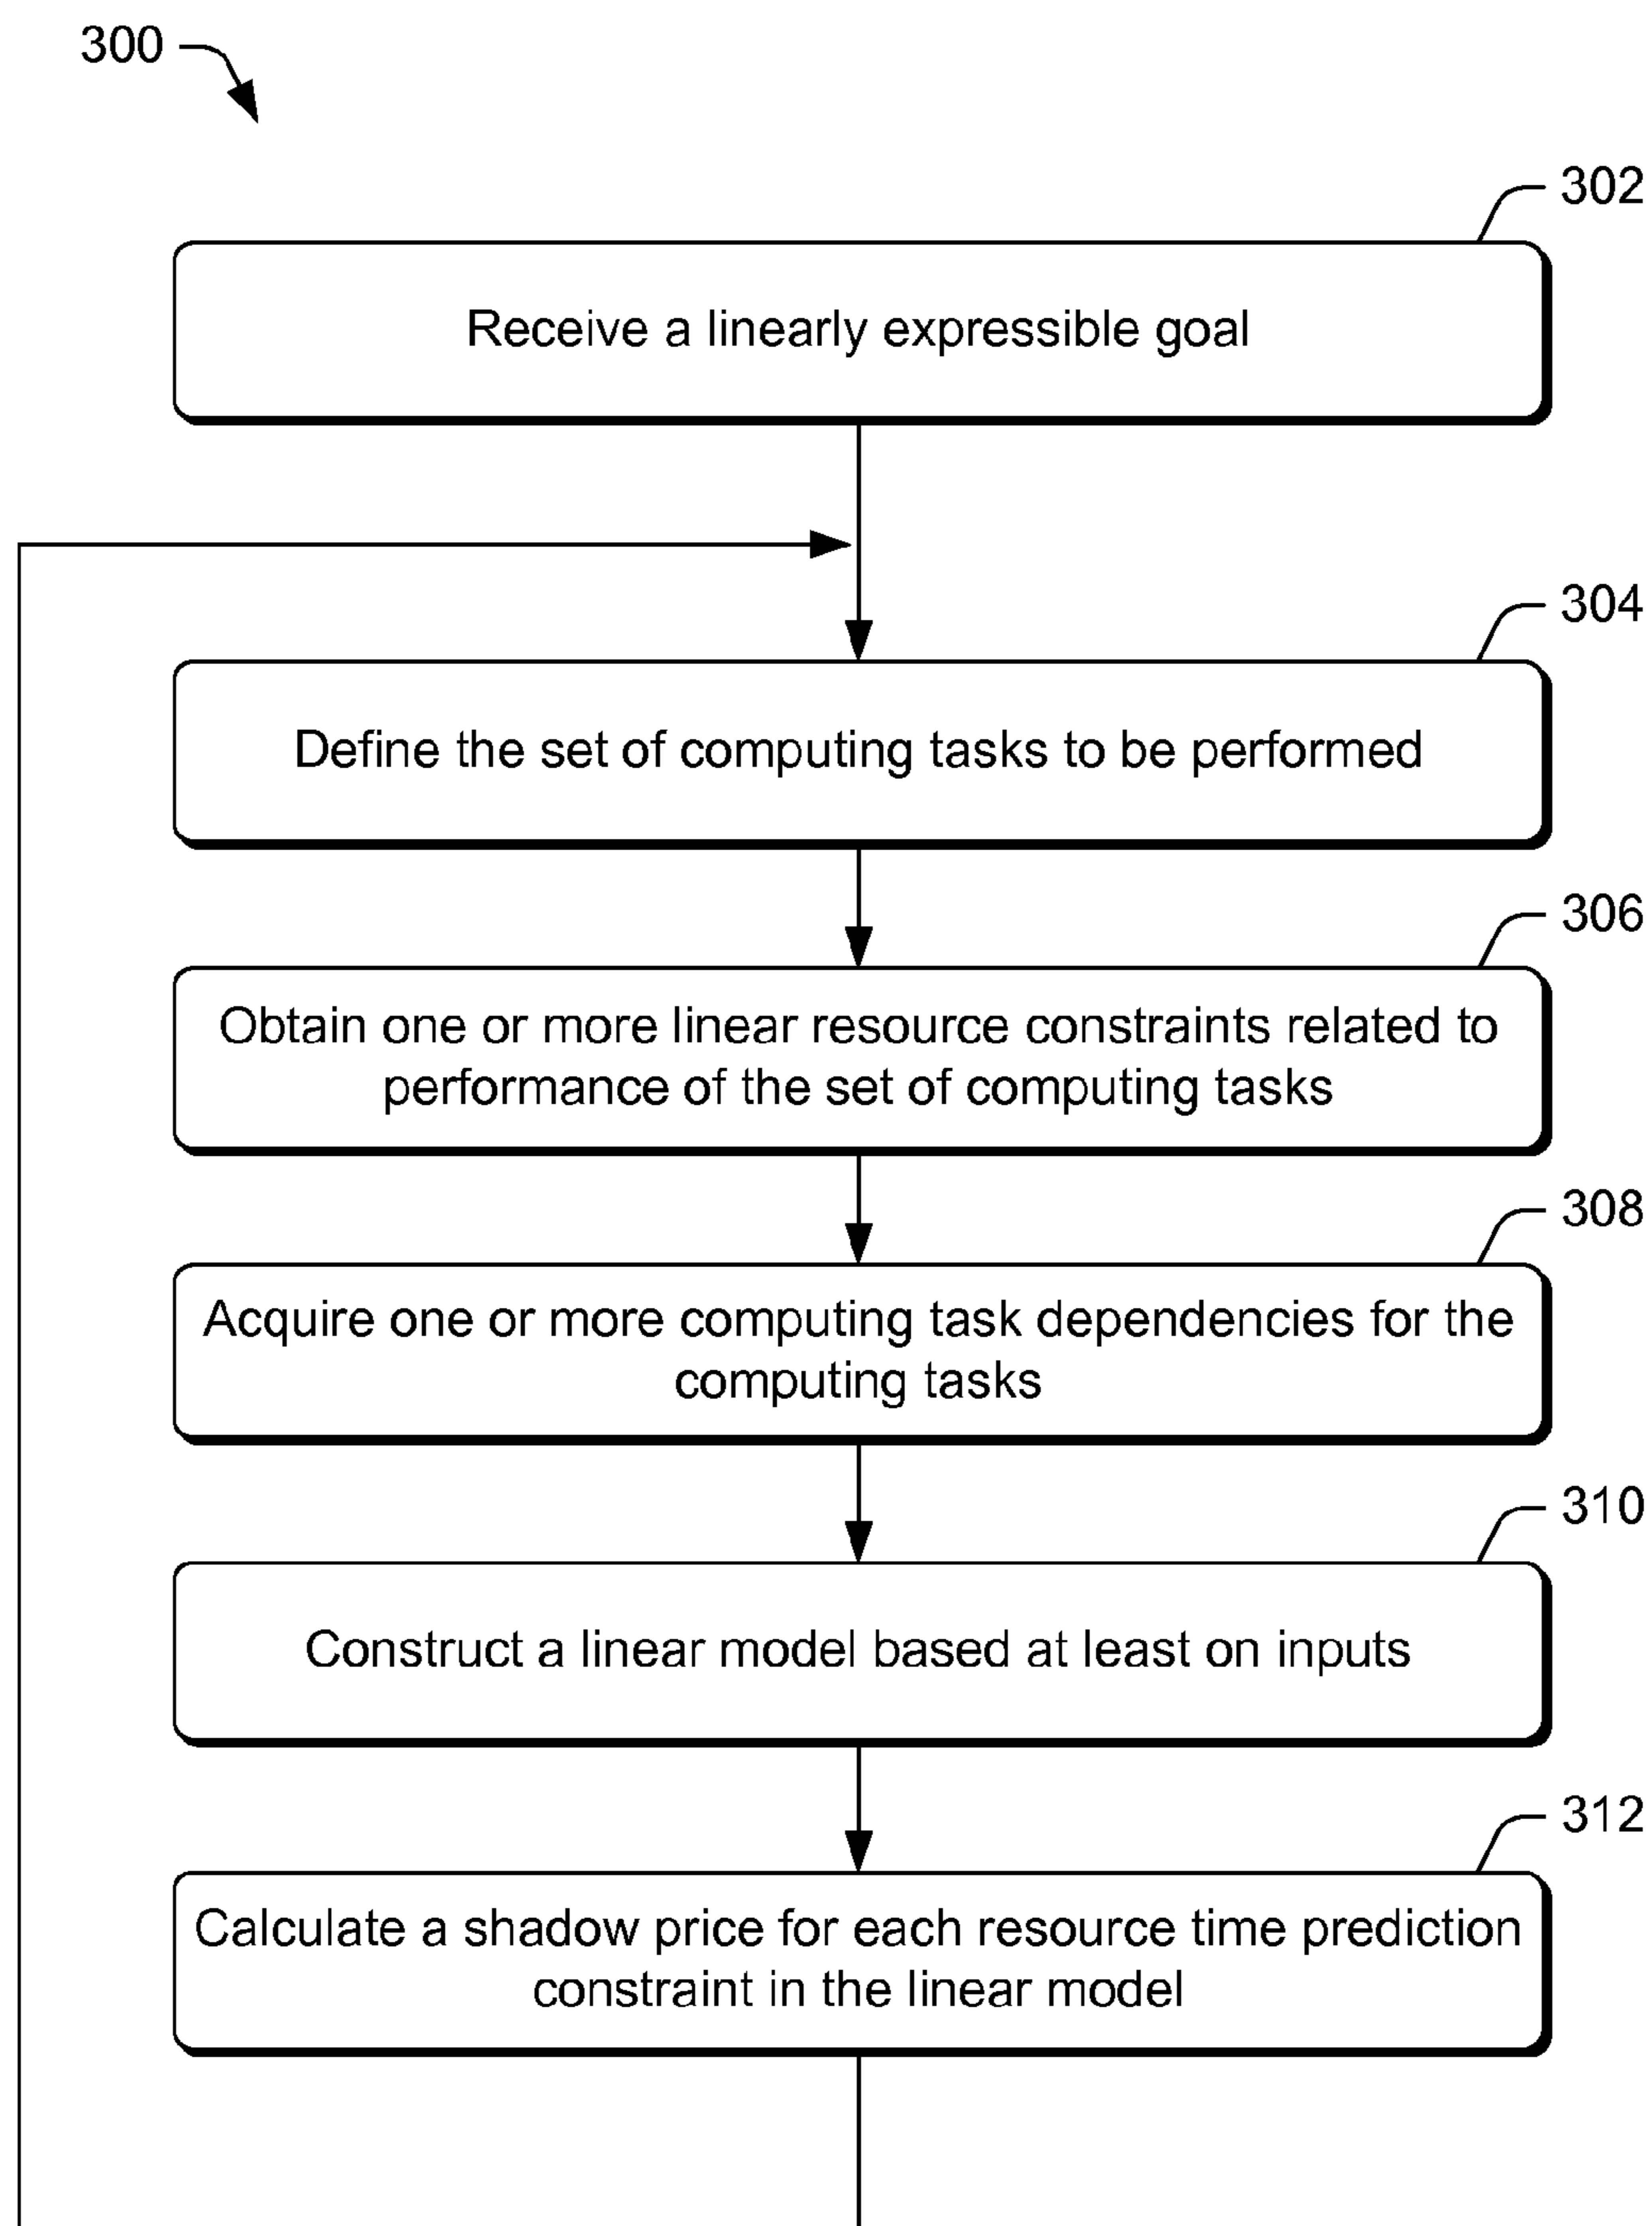 300
302
Receive a linearly expressible goal
304
Define the set of computing tasks to be performed
306
Obtain one or more linear resource constraints related to
performance of the set of computing tasks
308
Acquire one or more computing task dependencies for the
computing tasks
310
Construct a linear model based at least on inputs
312
Calculate a shadow price for each resource time prediction
constraint in the linear model